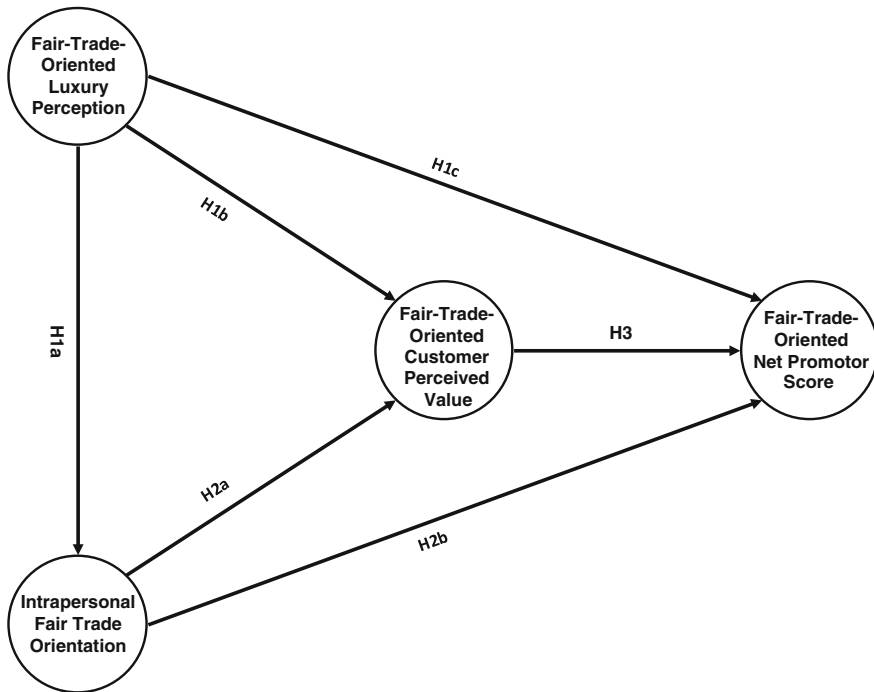 Fair-Trade-
Oriented
Luxury
Perception
H1c
H1b
H1a
Fair-Trade-
Oriented
Customer
Perceived
Value
H3
Fair-Trade-
Oriented
Net Promotor
Score
H2a
H2b
Intrapersonal
Fair Trade
Orientation